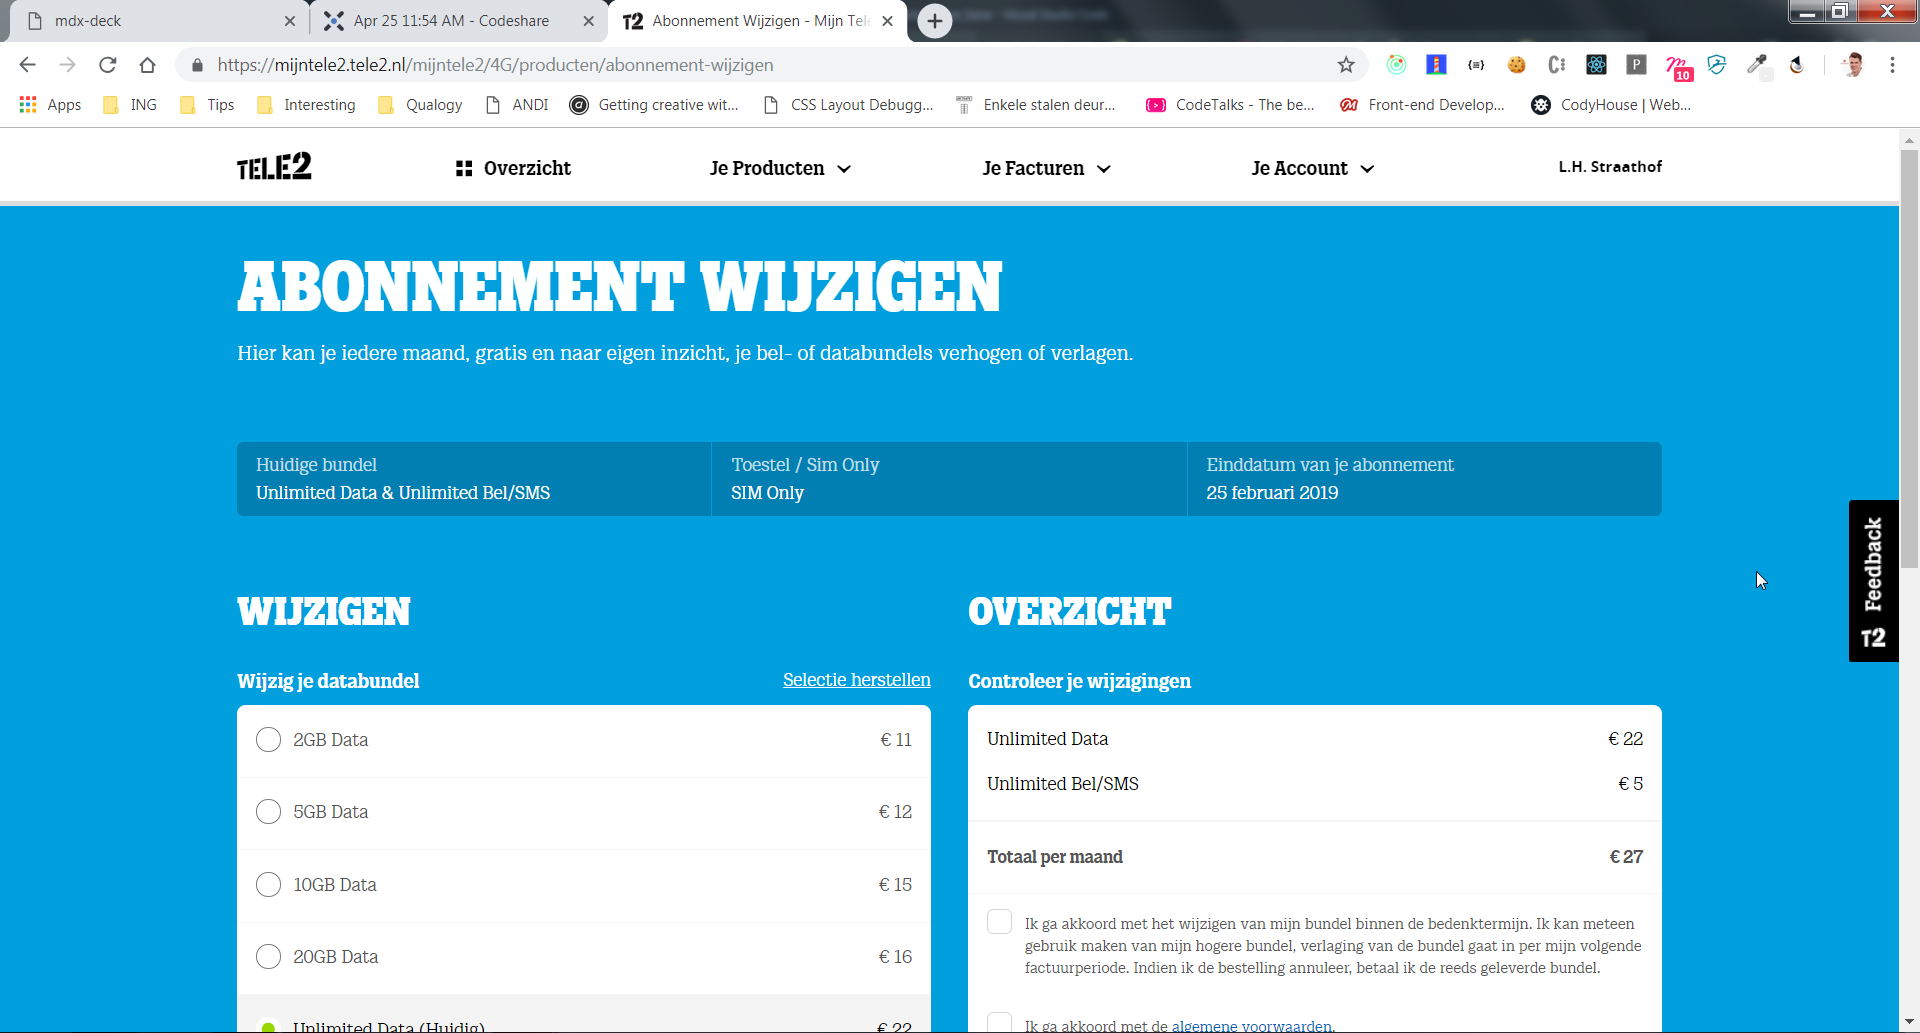 mdx-deck
Apr 25 11:54 AM - Codeshare
T2 Abonnement Wijzigen - Mijn Tel
https://mijntele2.tele2.nl/mijntele2/4G/producten/abonnement-wijzigen
{≡}
P
10
Apps
ING
Tips
Interesting
Qualogy
ANDI
Getting creative wit...
CSS Layout Debugg...
Enkele stalen deur...
CodeTalks - The be...
Front-end Develop...
CodyHouse | Web...
TELE2
Overzicht
Je Producten
Je Facturen
Je Account
L.H. Straathof
ABONNEMENT WIJZIGEN
Hier kan je iedere maand, gratis en naar eigen inzicht, je bel- of databundels verhogen of verlagen.
Huidige bundel
Unlimited Data & Unlimited Bel/SMS
Toestel / Sim Only
SIM Only
Einddatum van je abonnement
25 februari 2019
Feedback
T2
WIJZIGEN
Wijzig je databundel
Selectie herstellen
2GB Data € 11
5GB Data € 12
10GB Data € 15
20GB Data € 16
Unlimited Data (Huidig) € 22
OVERZICHT
Controleer je wijzigingen
Unlimited Data € 22
Unlimited Bel/SMS € 5
Totaal per maand € 27
Ik ga akkoord met het wijzigen van mijn bundel binnen de bedenktermijn. Ik kan meteen
gebruik maken van mijn hogere bundel, verlaging van de bundel gaat in per mijn volgende
factuurperiode. Indien ik de bestelling annuleer, betaal ik de reeds geleverde bundel.
Ik ga akkoord met de algemene voorwaarden.